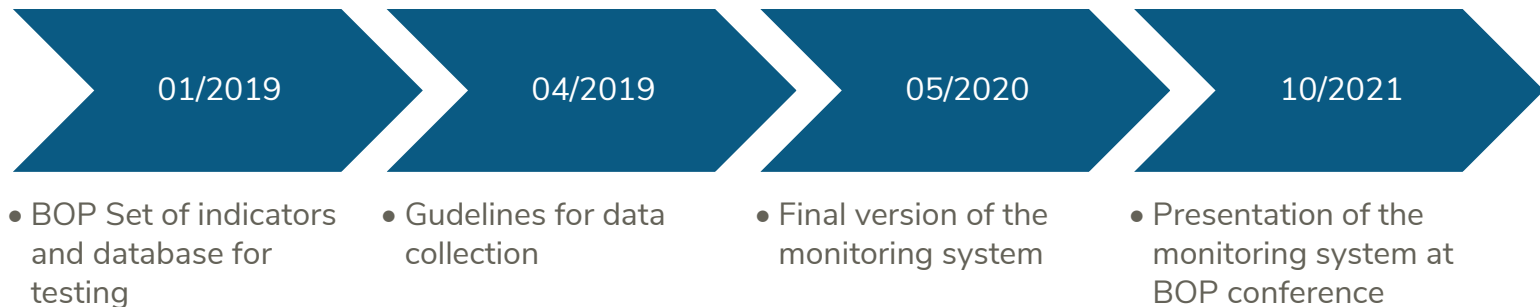 01/2019
04/2019
05/2020
10/2021
• BOP Set of indicators
and database for
testing
• Gudelines for data
collection
• Final version of the
monitoring system
• Presentation of the
monitoring system at
BOP conference